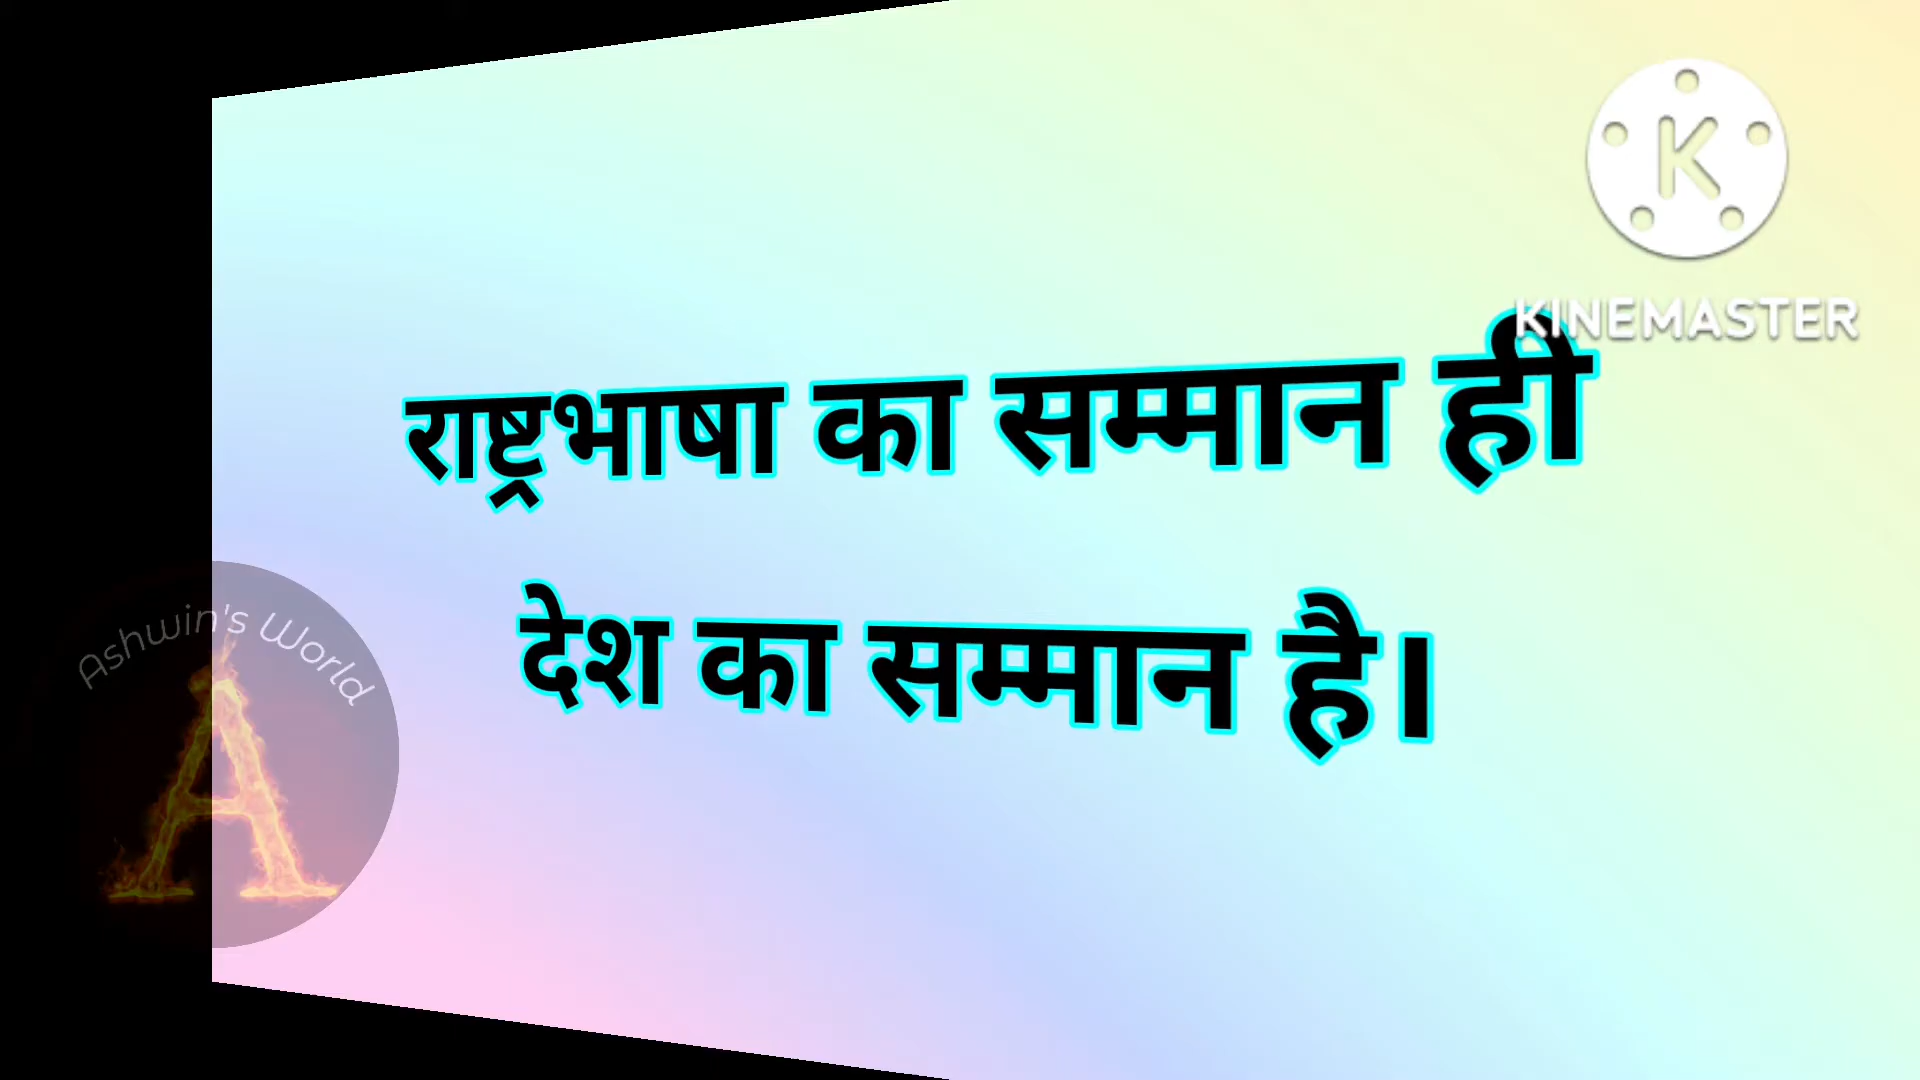 KINEMASTER
राष्ट्रभाषा का सम्मान ही
देश का सम्मान है।
Ashwin's World
A